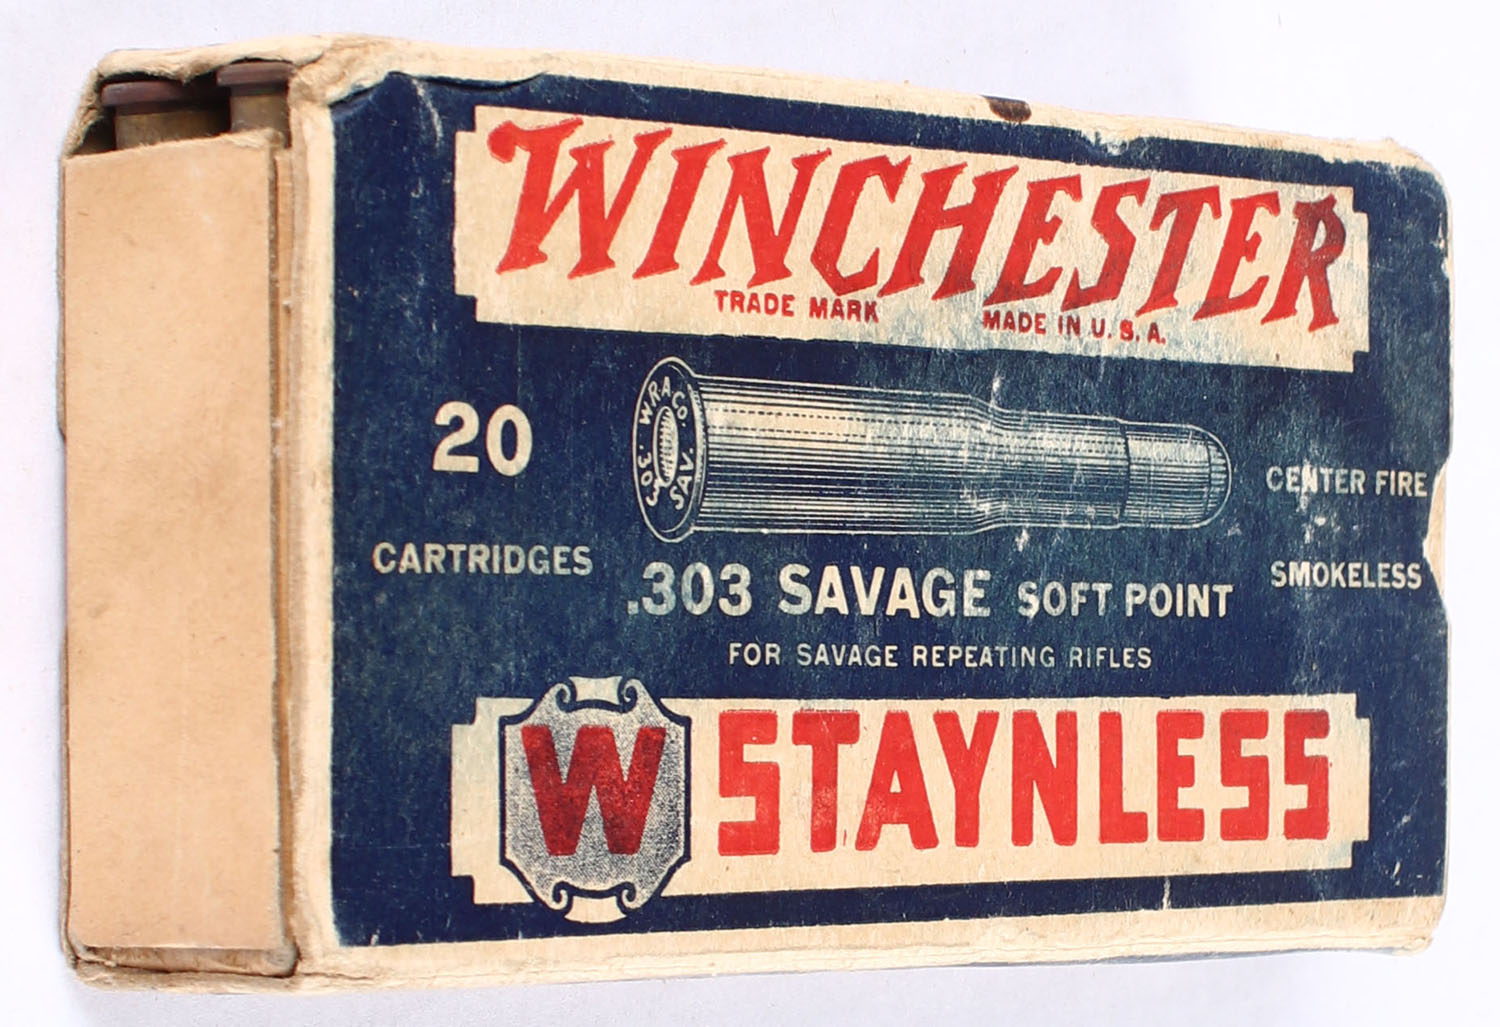 WINCHESTER
TRADE MARK
MADE IN U. S. A.
W.R.A.CO.
.303
SAV.
20
CARTRIDGES
CENTER FIRE
SMOKELESS
.303 SAVAGE SOFT POINT
FOR SAVAGE REPEATING RIFLES
W STAYNLESS